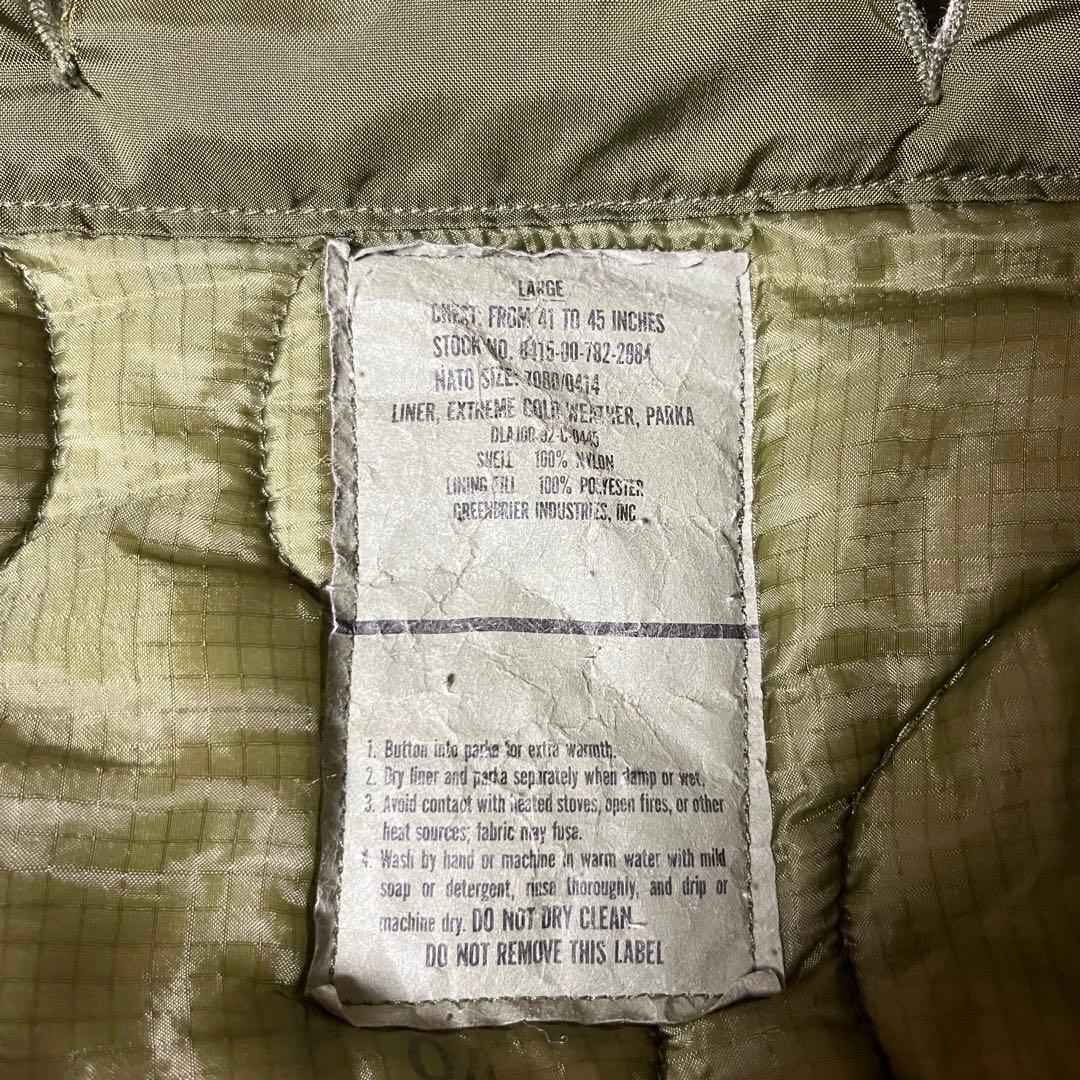 LARGE
CHEST: FROM 41 TO 45 INCHES
STOCK NO. 8415-00-782-2884
NATO SIZE: 7080/0414
LINER, EXTREME COLD WEATHER, PARKA
DLA100-92-C-0445
SHELL 100% NYLON
LINING FILL 100% POLYESTER
GREENBRIER INDUSTRIES, INC
1. Button into parka for extra warmth.
2. Dry liner and parka separately when damp or wet.
3. Avoid contact with heated stoves, open fires, or other
heat sources; fabric may fuse.
4. Wash by hand or machine in warm water with mild
soap or detergent, rinse thoroughly, and drip or
machine dry. DO NOT DRY CLEAN
DO NOT REMOVE THIS LABEL